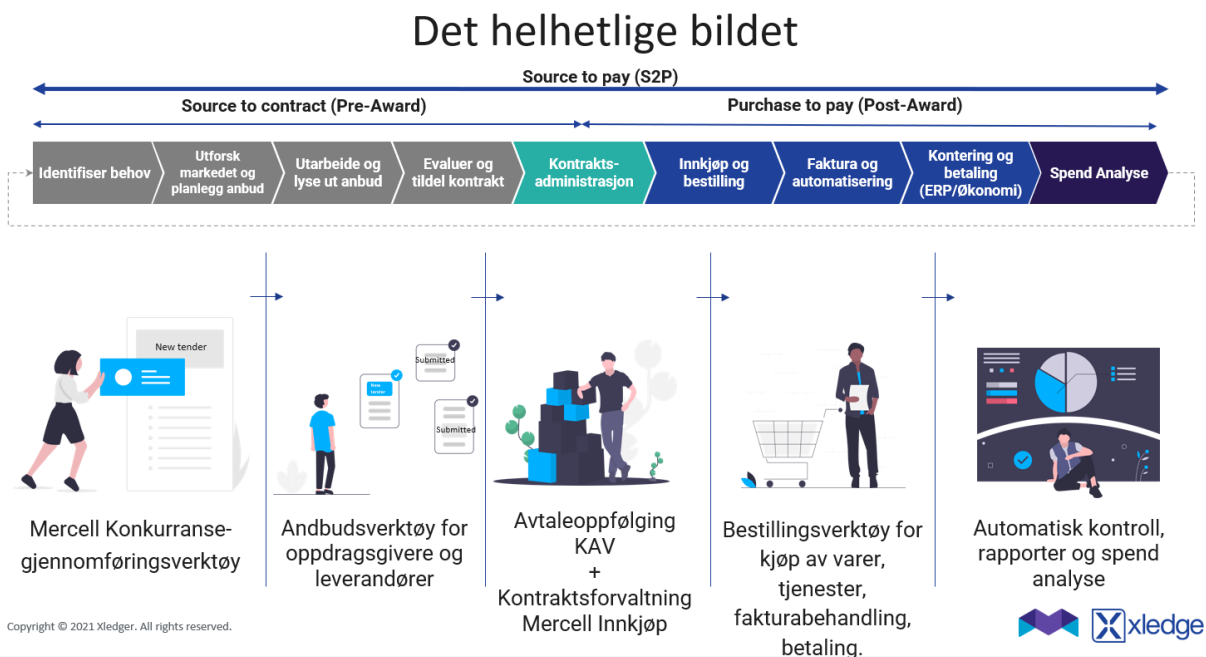 Det helhetlige bildet
Source to pay (S2P)
Source to contract (Pre-Award)
Purchase to pay (Post-Award)
Identifiser behov
Utforsk
markedet og
planlegg anbud
Utarbeide og
lyse ut anbud
Evaluer og
tildel kontrakt
Kontrakts-
administrasjon
Innkjøp og
bestilling
Faktura og
automatisering
Kontering og
betaling
(ERP/Økonomi)
Spend Analyse
New tender
New
tender
Submitted
Submitted
Mercell Konkurranse-
gjennomføringsverktøy
Andbudsverktøy for
oppdragsgivere og
leverandører
Avtaleoppfølging
KAV
+
Kontraktsforvaltning
Mercell Innkjøp
Bestillingsverktøy for
kjøp av varer,
tjenester,
fakturabehandling,
betaling.
Automatisk kontroll,
rapporter og spend
analyse
Copyright © 2021 Xledger. All rights reserved.
xledge